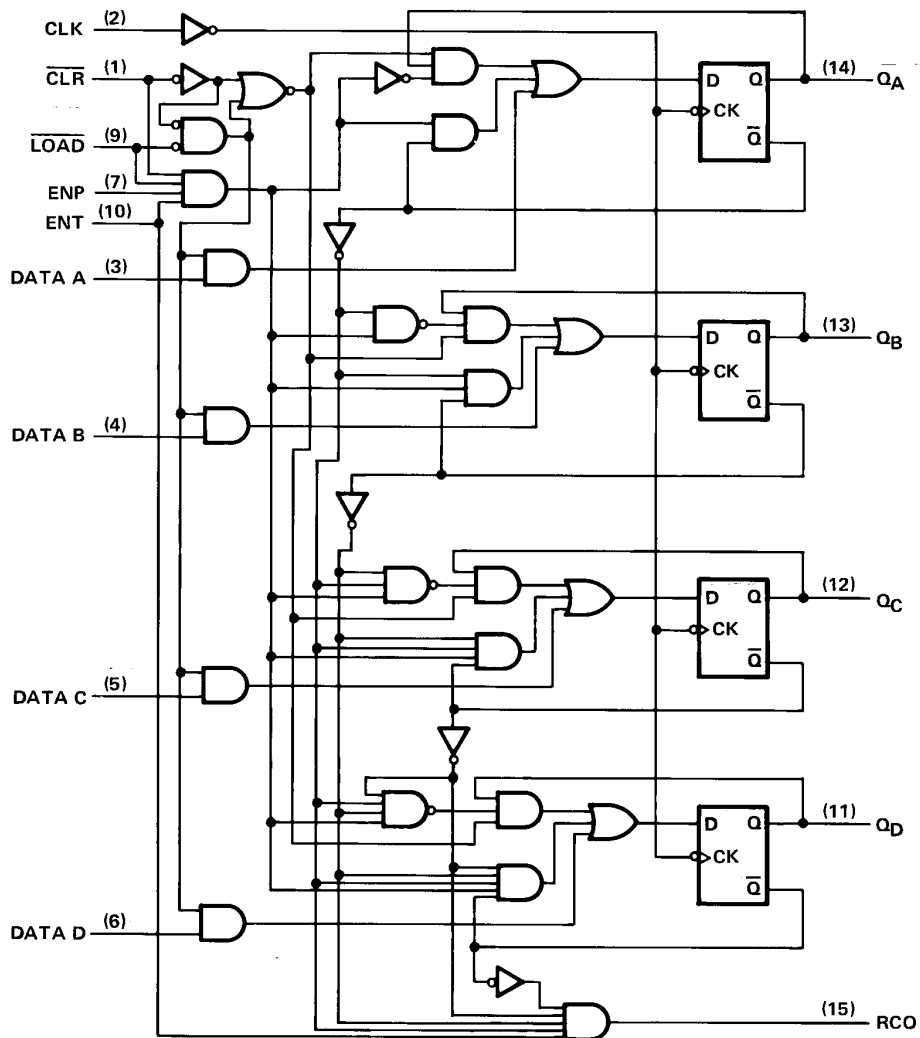 CLK (2)
CLR (1)
LOAD (9)
ENP (7)
ENT (10)
D Q (14) QA
CK
Q
DATA A (3)
D Q (13) QB
CK
Q
DATA B (4)
D Q (12) QC
CK
Q
DATA C (5)
D Q (11) QD
CK
Q
DATA D (6)
(15) RCO